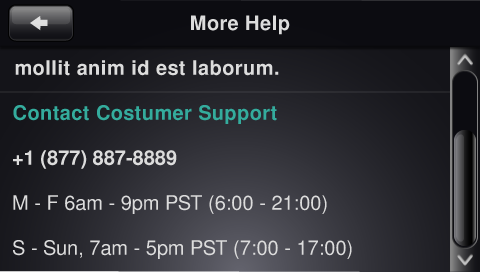 More Help
mollit anim id est laborum.
Contact Costumer Support
+1 (877) 887-8889
M - F 6am - 9pm PST (6:00 - 21:00)
S - Sun, 7am - 5pm PST (7:00 - 17:00)